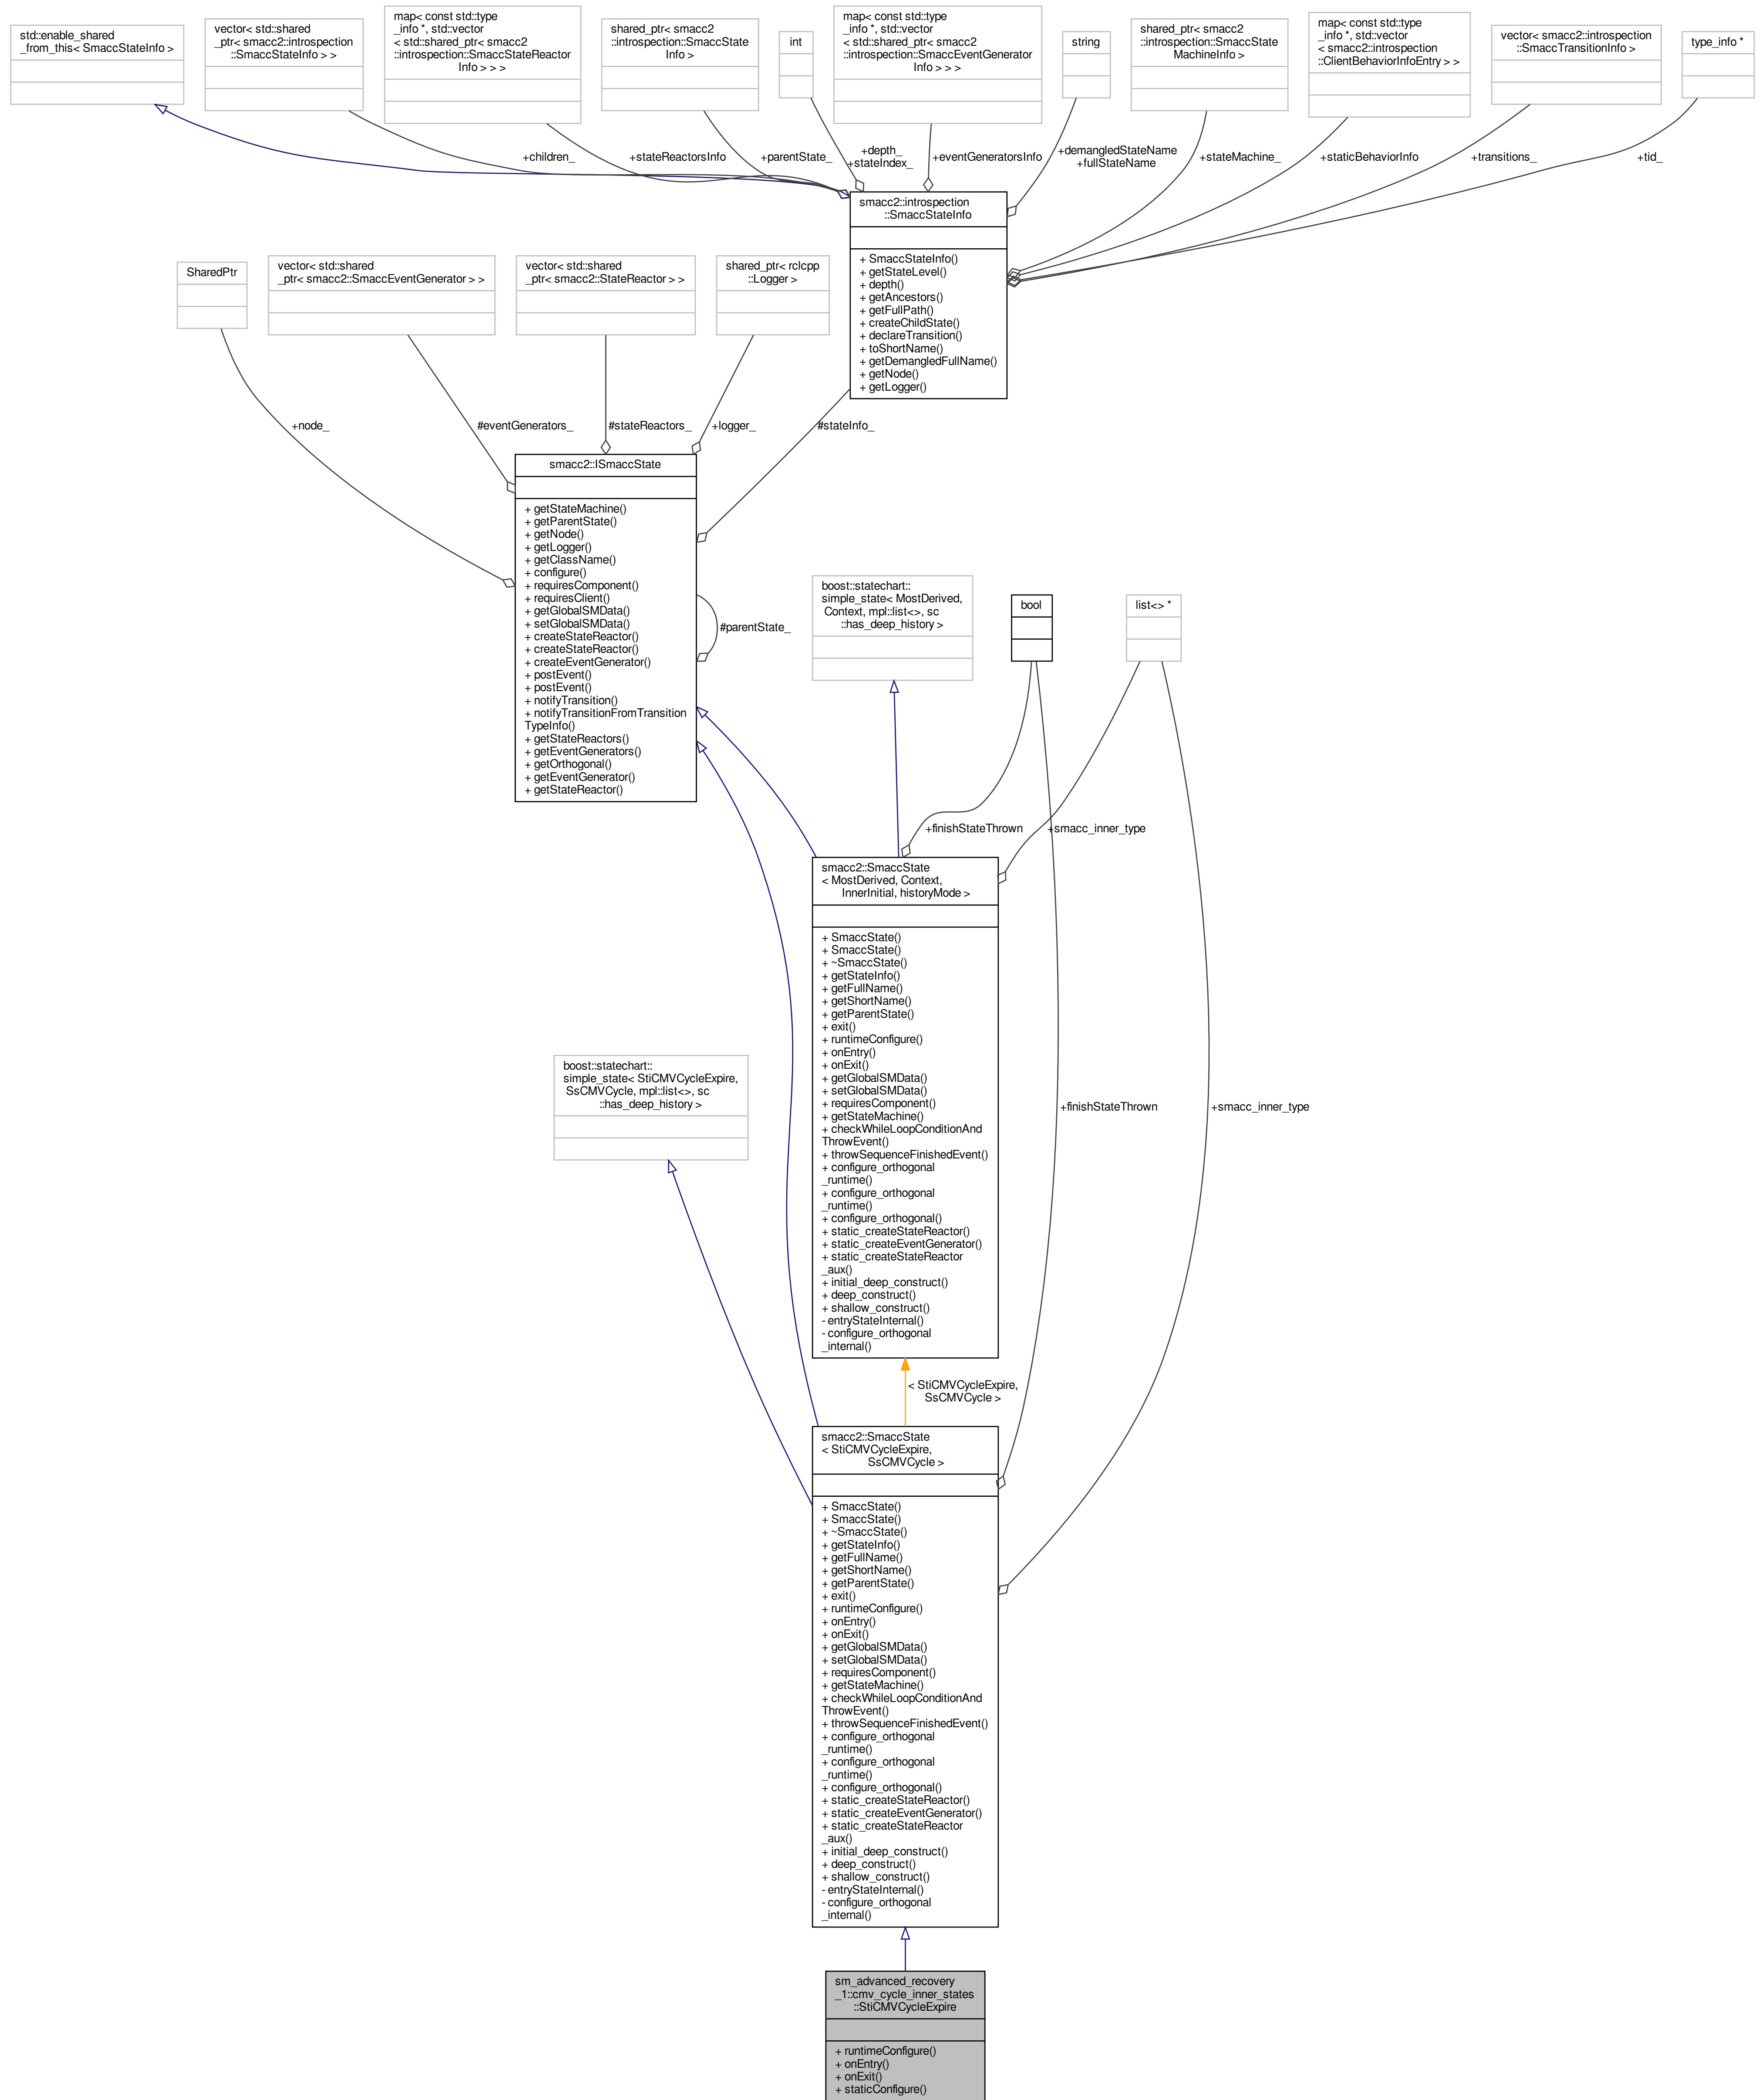 std::enable_shared
_from_this< SmaccStateInfo >
vector< std::shared
_ptr< smacc2::introspection
::SmaccStateInfo > >
map< const std::type
_info *, std::vector
< std::shared_ptr< smacc2
::introspection::SmaccStateReactor
Info > > >
shared_ptr< smacc2
::introspection::SmaccState
Info >
int
map< const std::type
_info *, std::vector
< std::shared_ptr< smacc2
::introspection::SmaccEventGenerator
Info > > >
string
shared_ptr< smacc2
::introspection::SmaccState
MachineInfo >
map< const std::type
_info *, std::vector
< smacc2::introspection
::ClientBehaviorInfoEntry > >
vector< smacc2::introspection
::SmaccTransitionInfo >
type_info *
+children_
+stateReactorsInfo
+parentState_
+depth_
+stateIndex_
+eventGeneratorsInfo
+demangledStateName
+fullStateName
+stateMachine_
+staticBehaviorInfo
+transitions_
+tid_
smacc2::introspection
::SmaccStateInfo
+ SmaccStateInfo()
+ getStateLevel()
+ depth()
+ getAncestors()
+ getFullPath()
+ createChildState()
+ declareTransition()
+ toShortName()
+ getDemangledFullName()
+ getNode()
+ getLogger()
SharedPtr
vector< std::shared
_ptr< smacc2::SmaccEventGenerator > >
vector< std::shared
_ptr< smacc2::StateReactor > >
shared_ptr< rclcpp
::Logger >
+node_
#eventGenerators_
#stateReactors_
+logger_
#stateInfo_
smacc2::ISmaccState
+ getStateMachine()
+ getParentState()
+ getNode()
+ getLogger()
+ getClassName()
+ configure()
+ requiresComponent()
+ requiresClient()
+ getGlobalSMData()
+ setGlobalSMData()
+ createStateReactor()
+ createStateReactor()
+ createEventGenerator()
+ postEvent()
+ postEvent()
+ notifyTransition()
+ notifyTransitionFromTransition
TypeInfo()
+ getStateReactors()
+ getEventGenerators()
+ getOrthogonal()
+ getEventGenerator()
+ getStateReactor()
#parentState_
boost::statechart::
simple_state< MostDerived,
Context, mpl::list<>, sc
::has_deep_history >
bool
list<> *
+finishStateThrown
+smacc_inner_type
smacc2::SmaccState
< MostDerived, Context,
InnerInitial, historyMode >
+ SmaccState()
+ SmaccState()
+ ~SmaccState()
+ getStateInfo()
+ getFullName()
+ getShortName()
+ getParentState()
+ exit()
+ runtimeConfigure()
+ onEntry()
+ onExit()
+ getGlobalSMData()
+ setGlobalSMData()
+ requiresComponent()
+ getStateMachine()
+ checkWhileLoopConditionAnd
ThrowEvent()
+ throwSequenceFinishedEvent()
+ configure_orthogonal
_runtime()
+ configure_orthogonal
_runtime()
+ configure_orthogonal()
+ static_createStateReactor()
+ static_createEventGenerator()
+ static_createStateReactor
_aux()
+ initial_deep_construct()
+ deep_construct()
+ shallow_construct()
- entryStateInternal()
- configure_orthogonal
_internal()
boost::statechart::
simple_state< StiCMVCycleExpire,
SsCMVCycle, mpl::list<>, sc
::has_deep_history >
+finishStateThrown
+smacc_inner_type
< StiCMVCycleExpire,
SsCMVCycle >
smacc2::SmaccState
< StiCMVCycleExpire,
SsCMVCycle >
+ SmaccState()
+ SmaccState()
+ ~SmaccState()
+ getStateInfo()
+ getFullName()
+ getShortName()
+ getParentState()
+ exit()
+ runtimeConfigure()
+ onEntry()
+ onExit()
+ getGlobalSMData()
+ setGlobalSMData()
+ requiresComponent()
+ getStateMachine()
+ checkWhileLoopConditionAnd
ThrowEvent()
+ throwSequenceFinishedEvent()
+ configure_orthogonal
_runtime()
+ configure_orthogonal
_runtime()
+ configure_orthogonal()
+ static_createStateReactor()
+ static_createEventGenerator()
+ static_createStateReactor
_aux()
+ initial_deep_construct()
+ deep_construct()
+ shallow_construct()
- entryStateInternal()
- configure_orthogonal
_internal()
sm_advanced_recovery
_1::cmv_cycle_inner_states
::StiCMVCycleExpire
+ runtimeConfigure()
+ onEntry()
+ onExit()
+ staticConfigure()